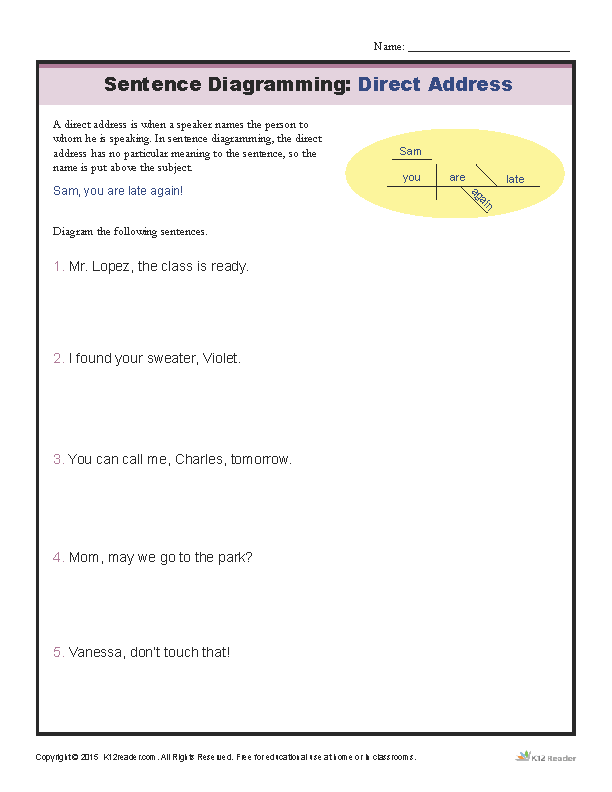 Name: ___________________________
Sentence Diagramming: Direct Address
A direct address is when a speaker names the person to
whom he is speaking. In sentence diagramming, the direct
address has no particular meaning to the sentence, so the
name is put above the subject.
Sam, you are late again!
Sam
you are late
again
Diagram the following sentences.
1. Mr. Lopez, the class is ready.
2. I found your sweater, Violet.
3. You can call me, Charles, tomorrow.
4. Mom, may we go to the park?
5. Vanessa, don't touch that!
Copyright © 2015 K12reader.com. All Rights Reserved. Free for educational use at home or in classrooms.
K12 Reader